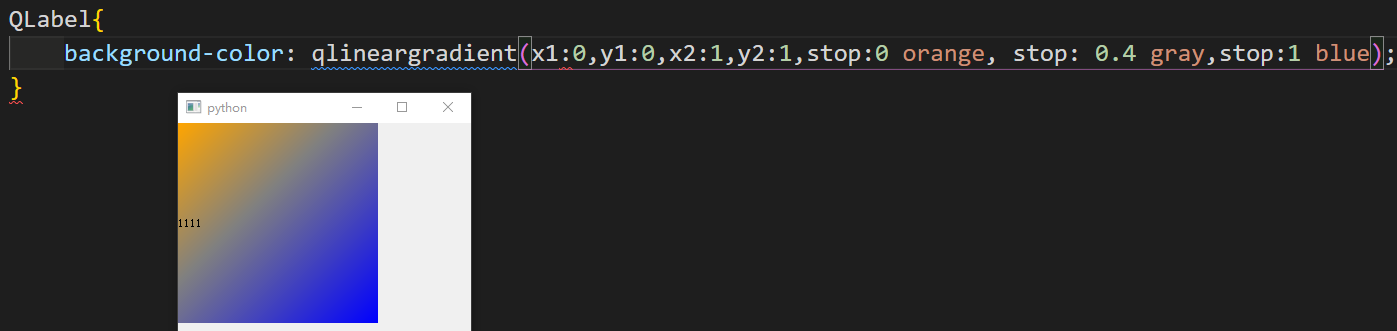 QLabel{
background-color: qlineargradient(x1:0,y1:0,x2:1,y2:1,stop:0 orange, stop: 0.4 gray,stop:1 blue);
}
python
1111